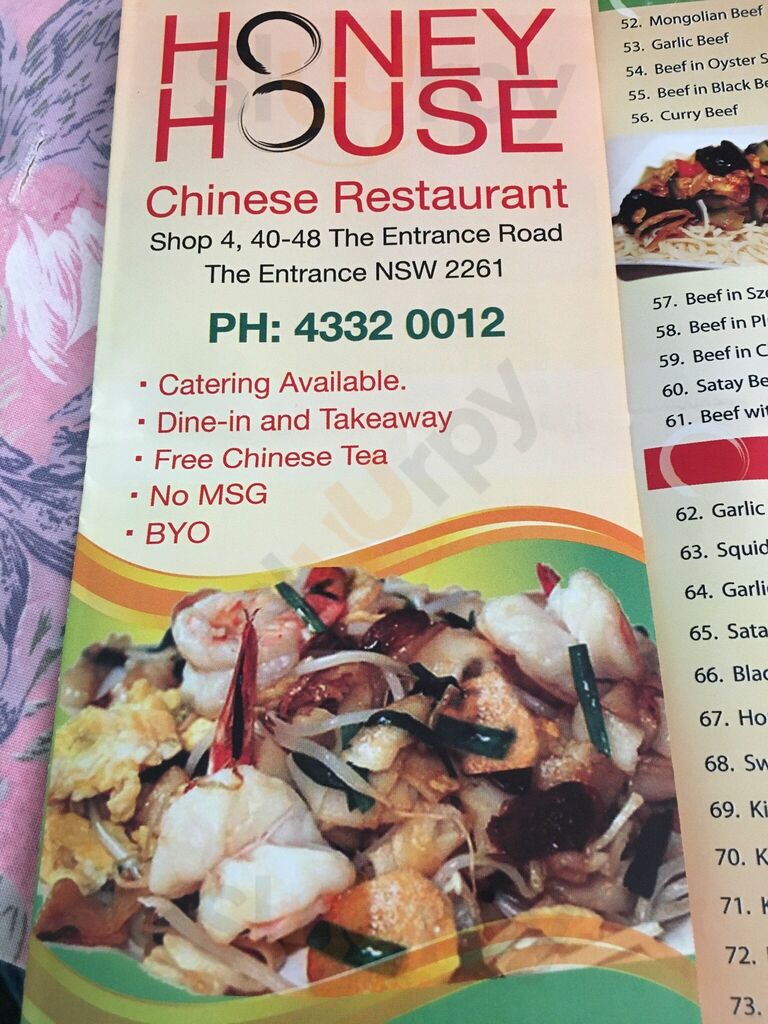 HONEY
HOUSE
Chinese Restaurant
Shop 4, 40-48 The Entrance Road
The Entrance NSW 2261
PH: 4332 0012
· Catering Available.
· Dine-in and Takeaway
· Free Chinese Tea
· No MSG
· BYO
52. Mongolian Beef
53. Garlic Beef
54. Beef in Oyster S
55. Beef in Black Be
56. Curry Beef
57. Beef in Sze
58. Beef in Pl
59. Beef in C
60. Satay Be
61. Beef wit
62. Garlic
63. Squid
64. Garli
65. Sata
66. Blac
67. Ho
68. Sw
69. Ki
70. K
71. K
72.
73.
Sluurpy
Sluurpy
Sluurpy